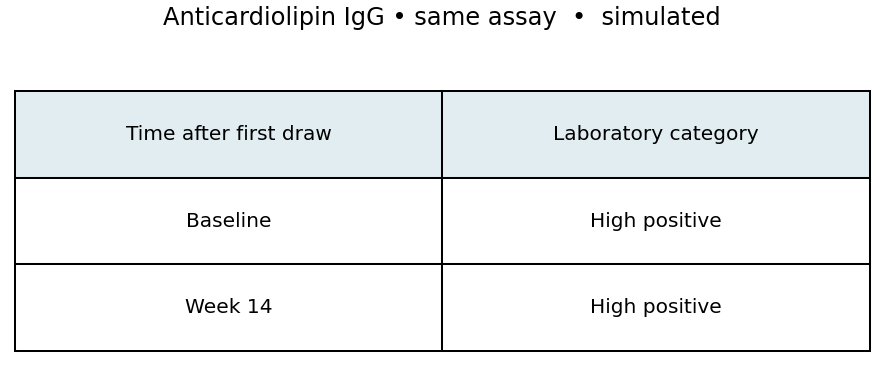 Anticardiolipin IgG • same assay • simulated
Time after first draw Laboratory category
Baseline High positive
Week 14 High positive